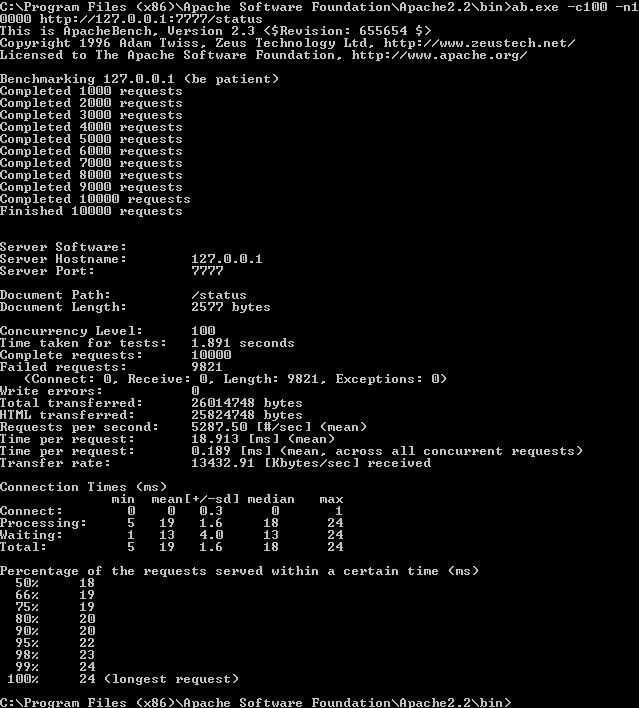 C:\Program Files (x86)\Apache Software Foundation\Apache2.2\bin>ab.exe -c100 -n1
0000 http://127.0.0.1:7777/status
This is ApacheBench, Version 2.3 <$Revision: 655654 $>
Copyright 1996 Adam Twiss, Zeus Technology Ltd, http://www.zeustech.net/
Licensed to The Apache Software Foundation, http://www.apache.org/

Benchmarking 127.0.0.1 (be patient)
Completed 1000 requests
Completed 2000 requests
Completed 3000 requests
Completed 4000 requests
Completed 5000 requests
Completed 6000 requests
Completed 7000 requests
Completed 8000 requests
Completed 9000 requests
Completed 10000 requests
Finished 10000 requests


Server Software:
Server Hostname:        127.0.0.1
Server Port:            7777

Document Path:          /status
Document Length:        2577 bytes

Concurrency Level:      100
Time taken for tests:   1.891 seconds
Complete requests:      10000
Failed requests:        9821
   (Connect: 0, Receive: 0, Length: 9821, Exceptions: 0)
Write errors:           0
Total transferred:      26014748 bytes
HTML transferred:       25824748 bytes
Requests per second:    5287.50 [#/sec] (mean)
Time per request:       18.913 [ms] (mean)
Time per request:       0.189 [ms] (mean, across all concurrent requests)
Transfer rate:          13432.91 [Kbytes/sec] received

Connection Times (ms)
              min  mean[+/-sd] median   max
Connect:        0    0   0.3      0       1
Processing:     5   19   1.6     18      24
Waiting:        1   13   4.0     13      24
Total:          5   19   1.6     18      24

Percentage of the requests served within a certain time (ms)
  50%     18
  66%     19
  75%     19
  80%     20
  90%     20
  95%     22
  98%     23
  99%     24
 100%     24 (longest request)

C:\Program Files (x86)\Apache Software Foundation\Apache2.2\bin>